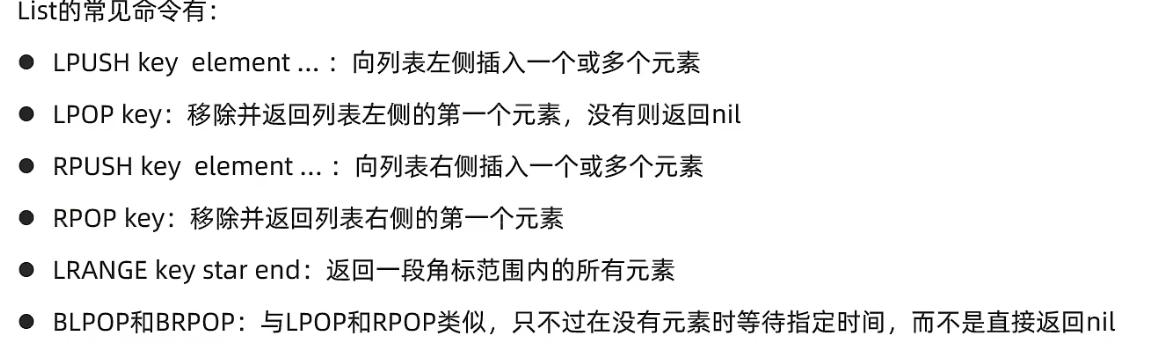 List的常见命令有：
● LPUSH key  element ... ：向列表左侧插入一个或多个元素
● LPOP key：移除并返回列表左侧的第一个元素，没有则返回nil
● RPUSH key  element ... ：向列表右侧插入一个或多个元素
● RPOP key：移除并返回列表右侧的第一个元素
● LRANGE key star end：返回一段角标范围内的所有元素
● BLPOP和BRPOP：与LPOP和RPOP类似，只不过在没有元素时等待指定时间，而不是直接返回nil